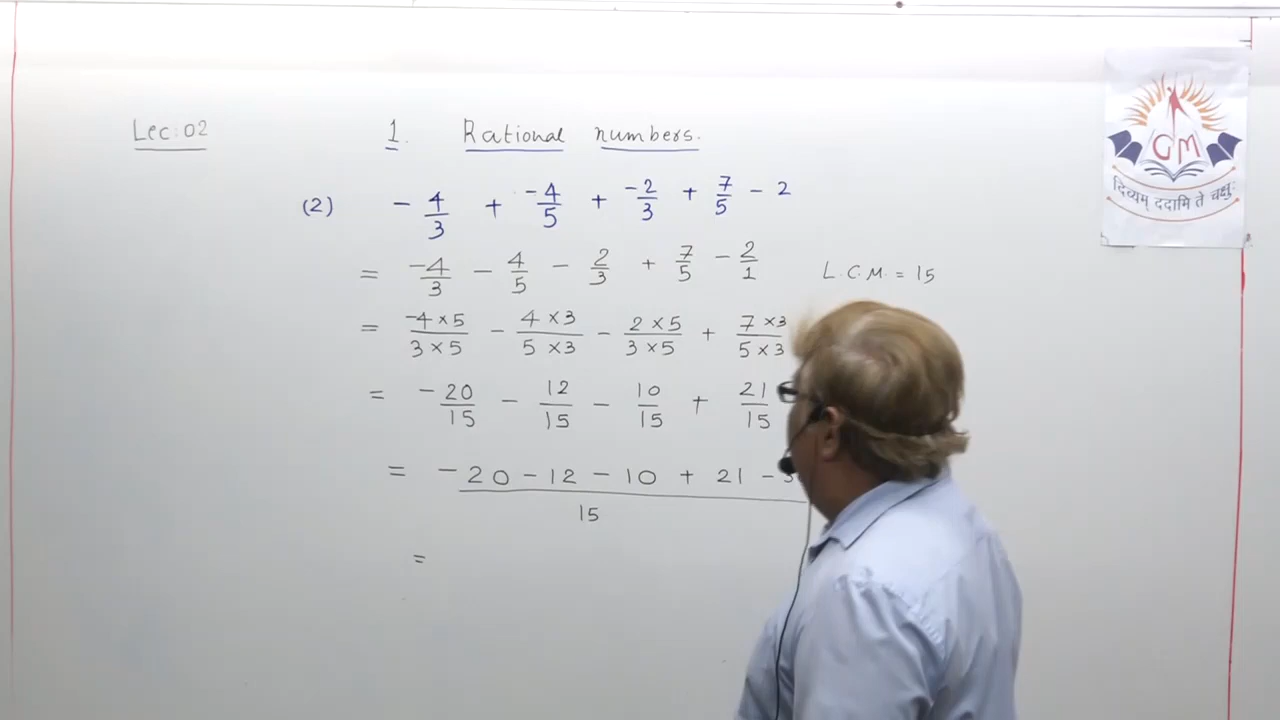 Lec:02 1. Rational numbers.
GM
दिव्यम् ददामि ते चक्षुः
(2) - 4/3 + -4/5 + -2/3 + 7/5 - 2
= -4/3 - 4/5 - 2/3 + 7/5 - 2/1 L.C.M. = 15
= -4×5/3×5 - 4×3/5×3 - 2×5/3×5 + 7×3/5×3
= -20/15 - 12/15 - 10/15 + 21/15
= -20 - 12 - 10 + 21 - / 15
=